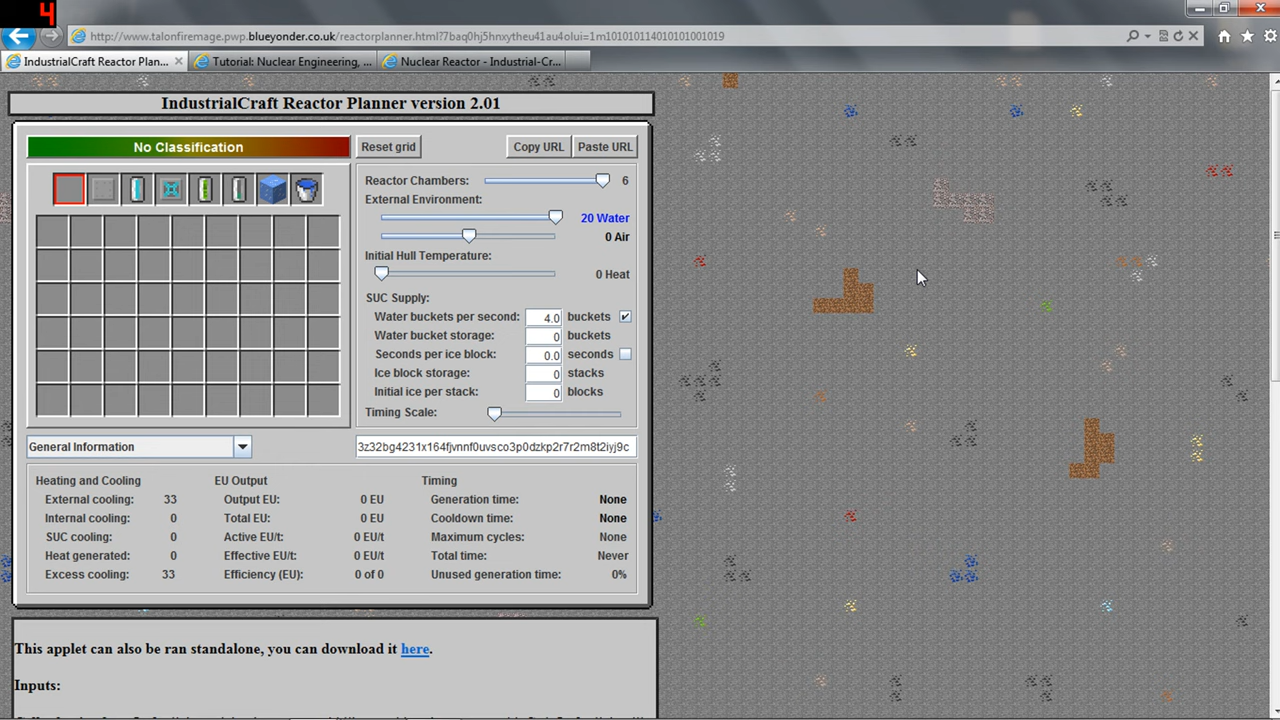 4
http://www.talonfiremage.pwp.blueyonder.co.uk/reactorplanner.html?7baq0hj5hnxytheu41au4olui=1m10101011401010101001019
IndustrialCraft Reactor Plan...
Tutorial: Nuclear Engineering, ...
Nuclear Reactor - Industrial-Cr...
IndustrialCraft Reactor Planner version 2.01
No Classification
Reset grid
Copy URL
Paste URL
Reactor Chambers: 6
External Environment:
20 Water
0 Air
Initial Hull Temperature:
0 Heat
SUC Supply:
Water buckets per second: 4.0 buckets
Water bucket storage: 0 buckets
Seconds per ice block: 0.0 seconds
Ice block storage: 0 stacks
Initial ice per stack: 0 blocks
Timing Scale:
General Information
3z32bg4231x164fjvnnf0uvsco3p0dzkp2r7r2m8t2iyj9c
Heating and Cooling EU Output Timing
External cooling: 33 Output EU: 0 EU Generation time: None
Internal cooling: 0 Total EU: 0 EU Cooldown time: None
SUC cooling: 0 Active EU/t: 0 EU/t Maximum cycles: None
Heat generated: 0 Effective EU/t: 0 EU/t Total time: Never
Excess cooling: 33 Efficiency (EU): 0 of 0 Unused generation time: 0%
This applet can also be ran standalone, you can download it here.
Inputs: